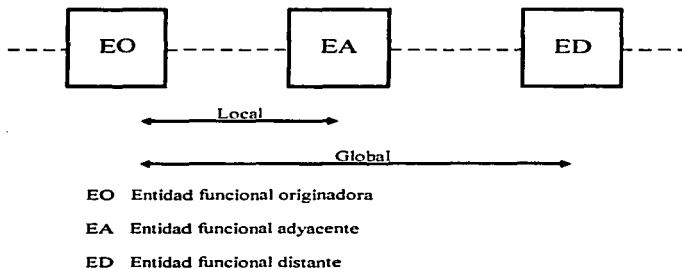 EO EA ED
Local
Global
EO Entidad funcional originadora
EA Entidad funcional adyacente
ED Entidad funcional distante